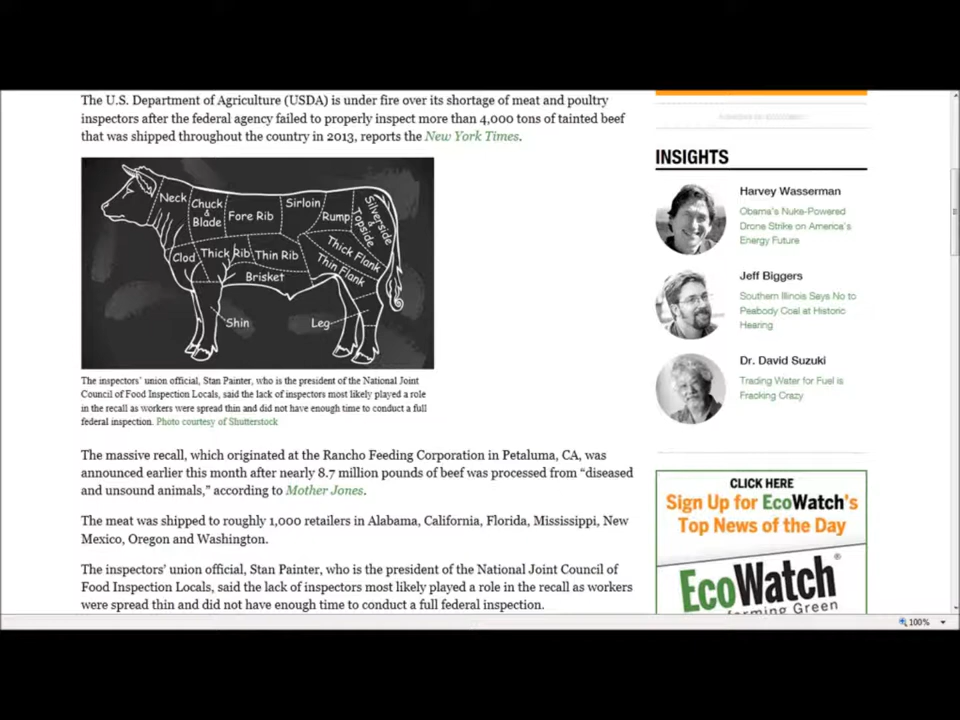 The U.S. Department of Agriculture (USDA) is under fire over its shortage of meat and poultry
inspectors after the federal agency failed to properly inspect more than 4,000 tons of tainted beef
that was shipped throughout the country in 2013, reports the New York Times.
Neck
Chuck
&
Blade
Fore Rib
Sirloin
Rump
Silverside
Topside
Clod
Thick Rib
Thin Rib
Thick Flank
Thin Flank
Brisket
Shin
Leg
The inspectors' union official, Stan Painter, who is the president of the National Joint
Council of Food Inspection Locals, said the lack of inspectors most likely played a role
in the recall as workers were spread thin and did not have enough time to conduct a full
federal inspection. Photo courtesy of Shutterstock
The massive recall, which originated at the Rancho Feeding Corporation in Petaluma, CA, was
announced earlier this month after nearly 8.7 million pounds of beef was processed from “diseased
and unsound animals,” according to Mother Jones.
The meat was shipped to roughly 1,000 retailers in Alabama, California, Florida, Mississippi, New
Mexico, Oregon and Washington.
The inspectors' union official, Stan Painter, who is the president of the National Joint Council of
Food Inspection Locals, said the lack of inspectors most likely played a role in the recall as workers
were spread thin and did not have enough time to conduct a full federal inspection.
INSIGHTS
Harvey Wasserman
Obama's Nuke-Powered
Drone Strike on America's
Energy Future
Jeff Biggers
Southern Illinois Says No to
Peabody Coal at Historic
Hearing
Dr. David Suzuki
Trading Water for Fuel is
Fracking Crazy
CLICK HERE
Sign Up for EcoWatch's
Top News of the Day
EcoWatch®
100%